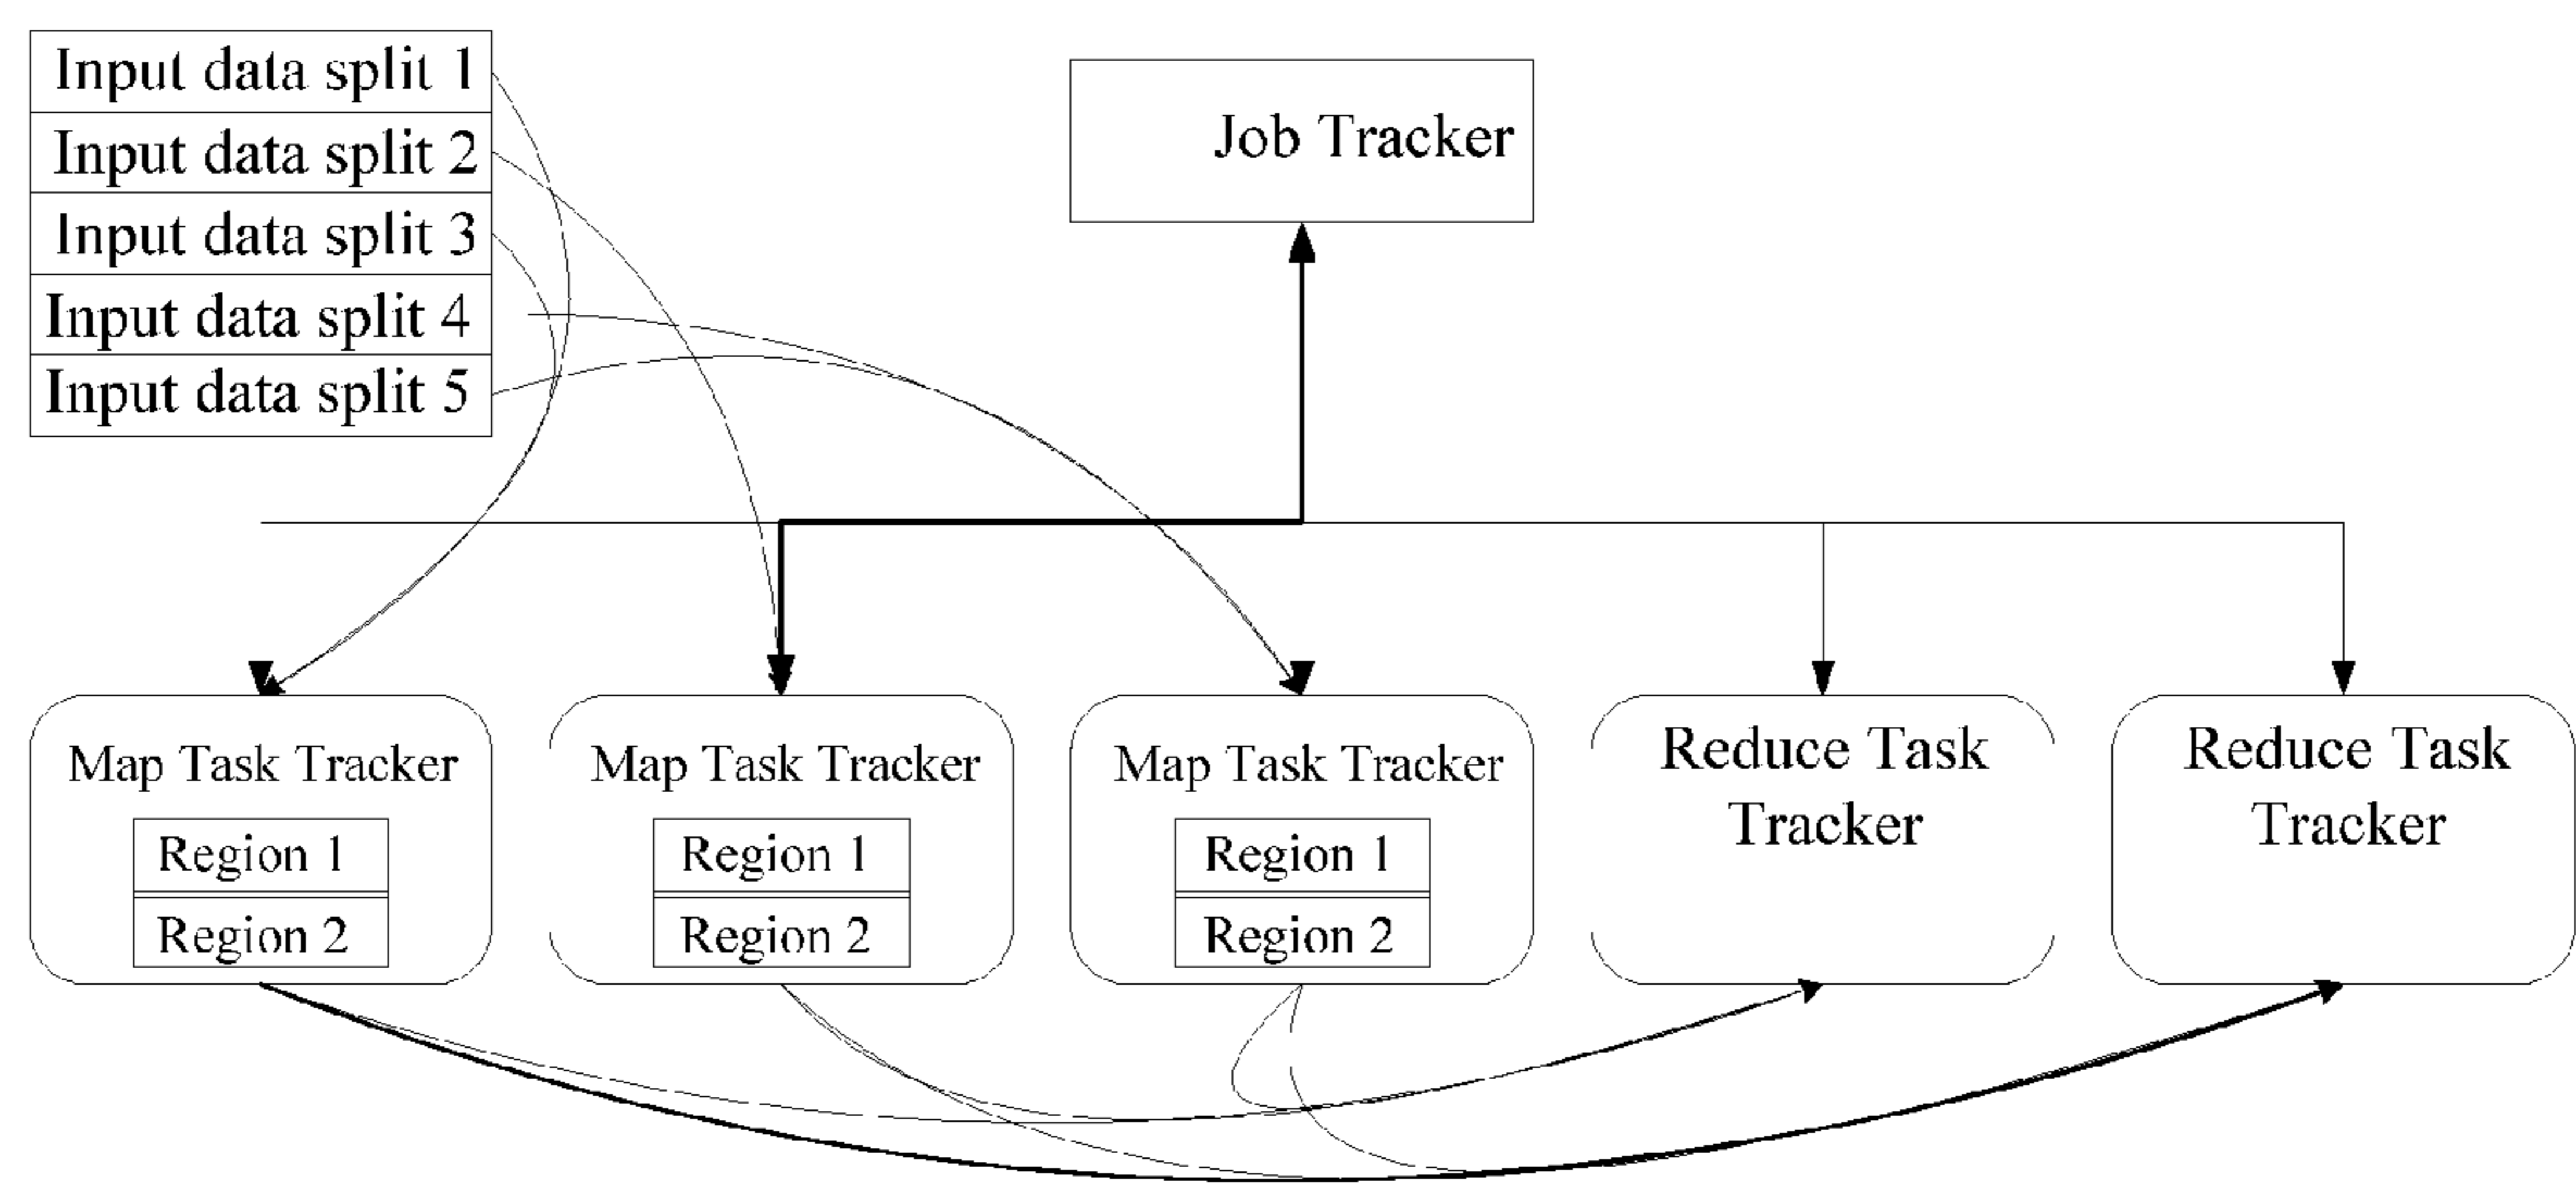 Input data split 1
Input data split 2
Input data split 3
Input data split 4
Input data split 5
Job Tracker
Map Task Tracker
Region 1
Region 2
Map Task Tracker
Region 1
Region 2
Map Task Tracker
Region 1
Region 2
Reduce Task
Tracker
Reduce Task
Tracker